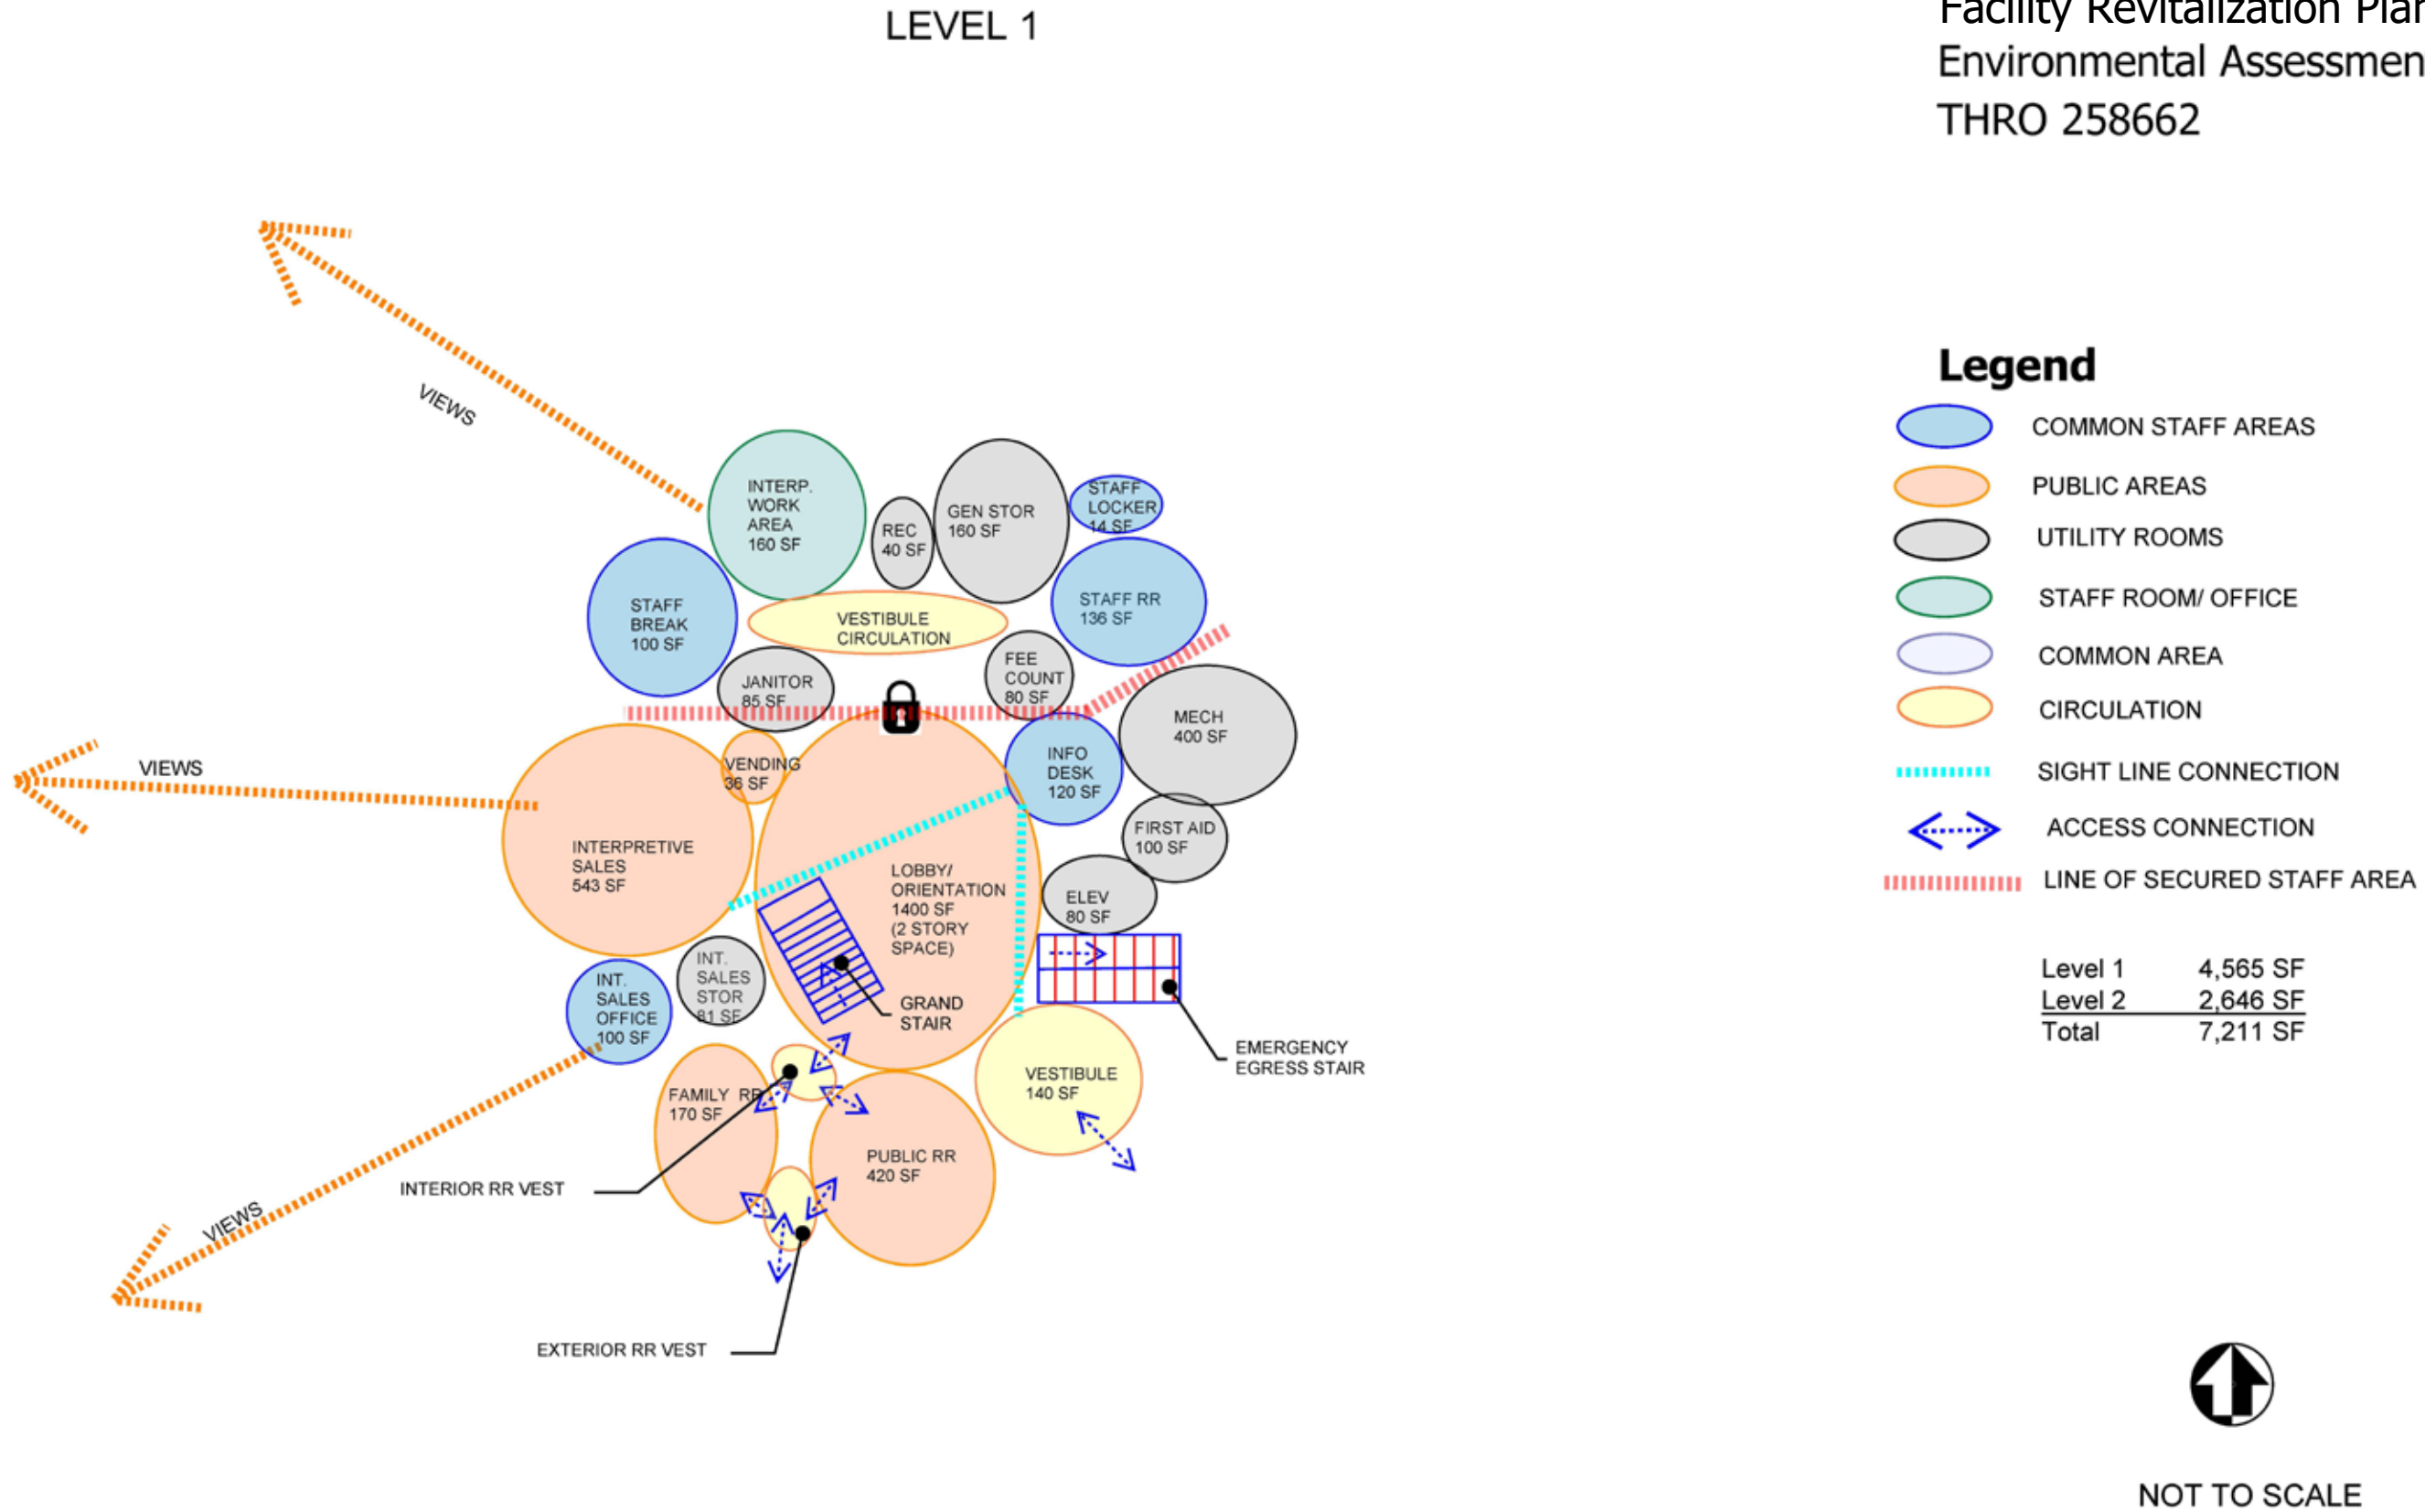 LEVEL 1
Facility Revitalization Plan
Environmental Assessmen
THRO 258662
VIEWS
INTERP.
WORK
AREA
160 SF
REC
40 SF
GEN STOR
160 SF
STAFF
LOCKER
14 SF
STAFF
BREAK
100 SF
VESTIBULE
CIRCULATION
STAFF RR
136 SF
JANITOR
85 SF
FEE
COUNT
80 SF
MECH
400 SF
VIEWS
VENDING
36 SF
INFO
DESK
120 SF
INTERPRETIVE
SALES
543 SF
LOBBY/
ORIENTATION
1400 SF
(2 STORY
SPACE)
FIRST AID
100 SF
ELEV
80 SF
INT.
SALES
OFFICE
100 SF
INT.
SALES
STOR
81 SF
GRAND
STAIR
EMERGENCY
EGRESS STAIR
FAMILY RR
170 SF
VESTIBULE
140 SF
PUBLIC RR
420 SF
INTERIOR RR VEST
VIEWS
EXTERIOR RR VEST
Legend
COMMON STAFF AREAS
PUBLIC AREAS
UTILITY ROOMS
STAFF ROOM/ OFFICE
COMMON AREA
CIRCULATION
SIGHT LINE CONNECTION
ACCESS CONNECTION
LINE OF SECURED STAFF AREA
Level 1 4,565 SF
Level 2 2,646 SF
Total 7,211 SF
NOT TO SCALE